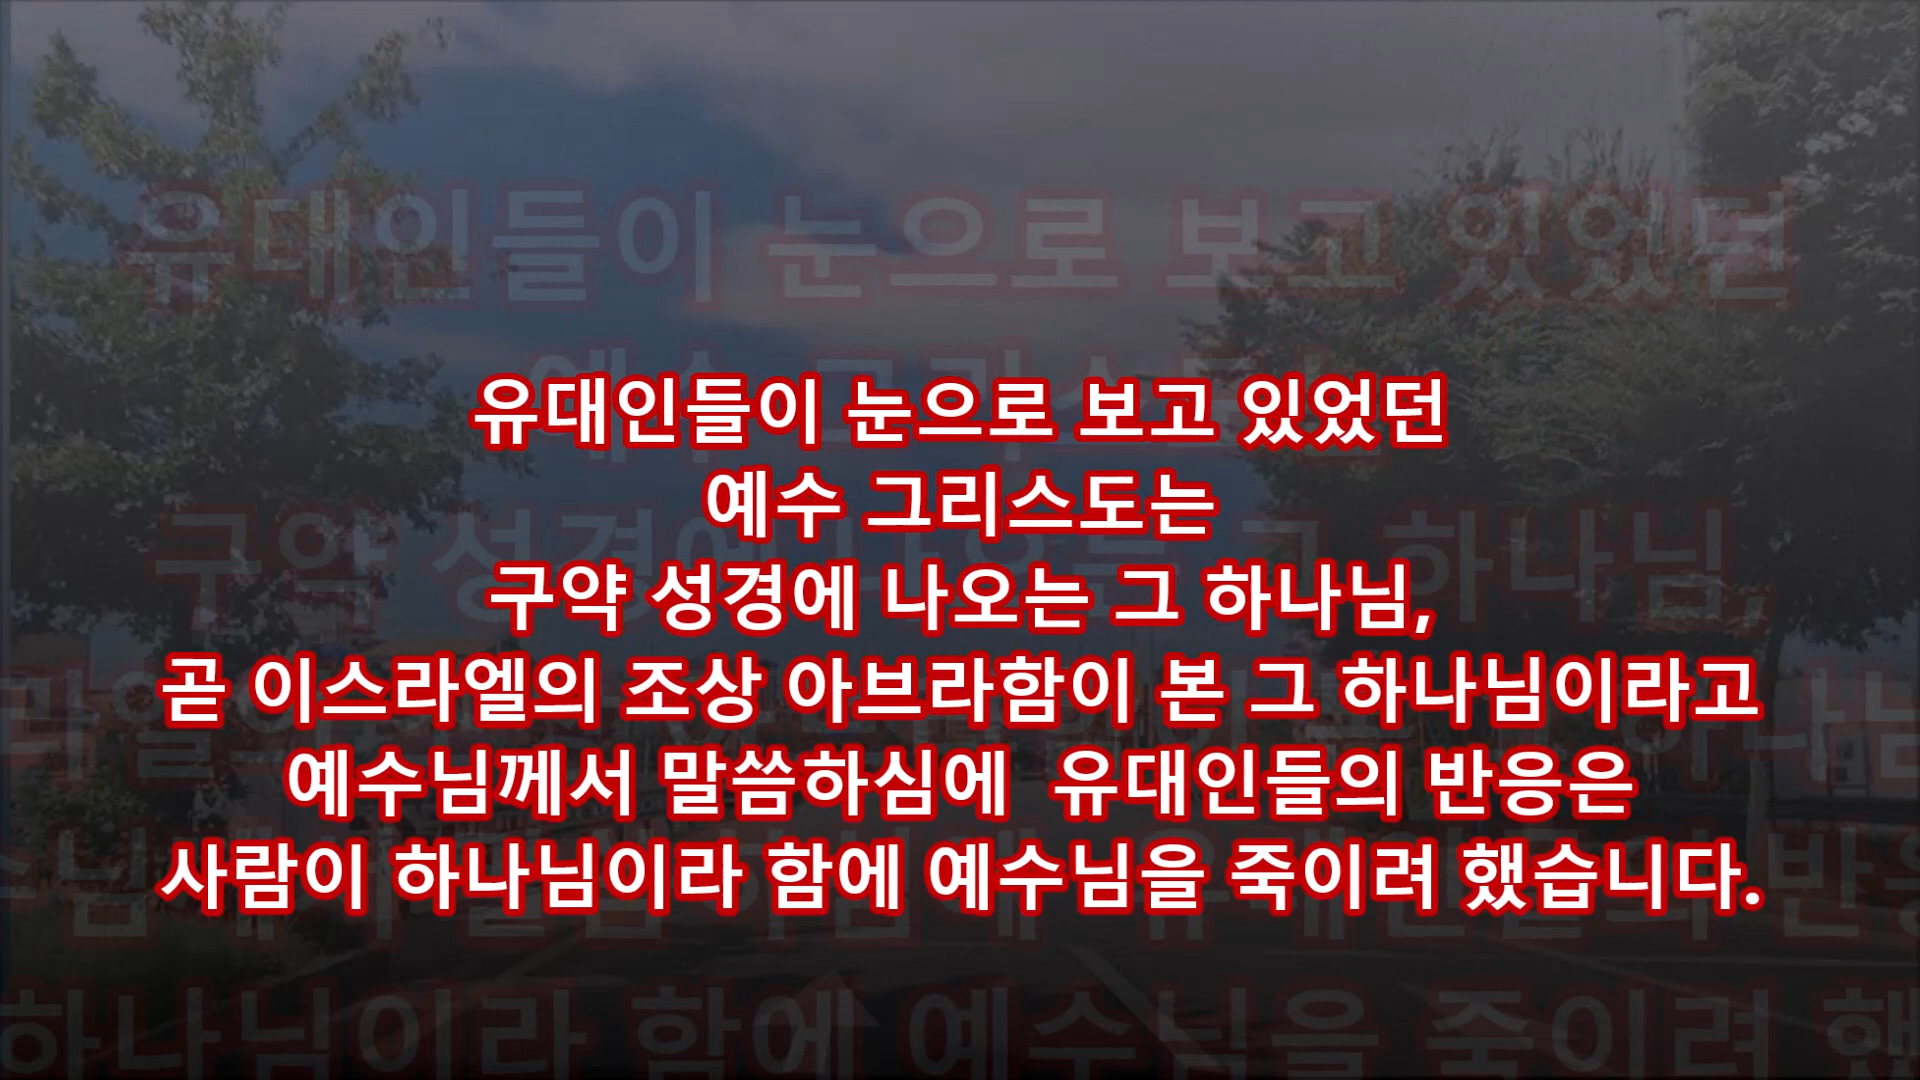 유대인들이 눈으로 보고 있었던
예수 그리스도는
구약 성경에 나오는 그 하나님,
곧 이스라엘의 조상 아브라함이 본 그 하나님이라고
예수님께서 말씀하심에  유대인들의 반응은
사람이 하나님이라 함에 예수님을 죽이려 했습니다.